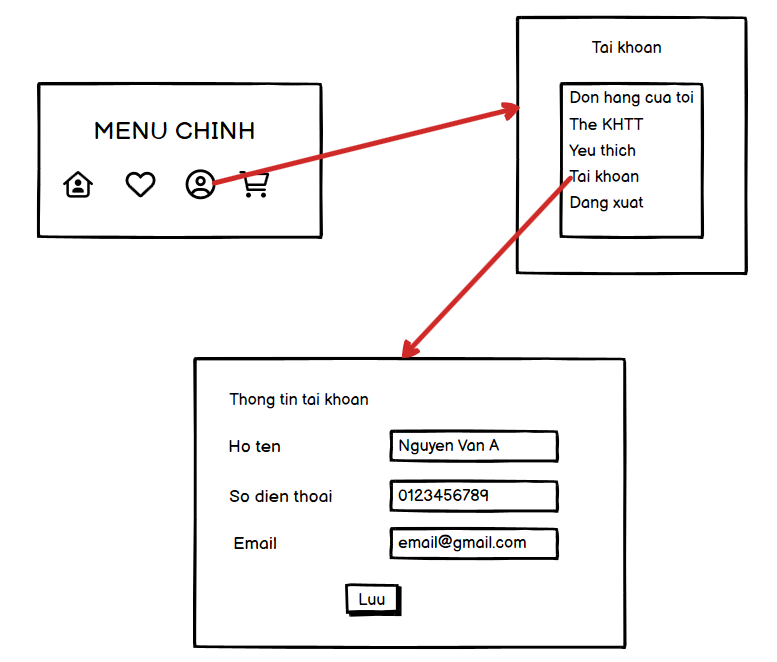 MENU CHINH
Tai khoan
Don hang cua toi
The KHTT
Yeu thich
Tai khoan
Dang xuat
Thong tin tai khoan
Ho ten
Nguyen Van A
So dien thoai
0123456789
Email
email@gmail.com
Luu